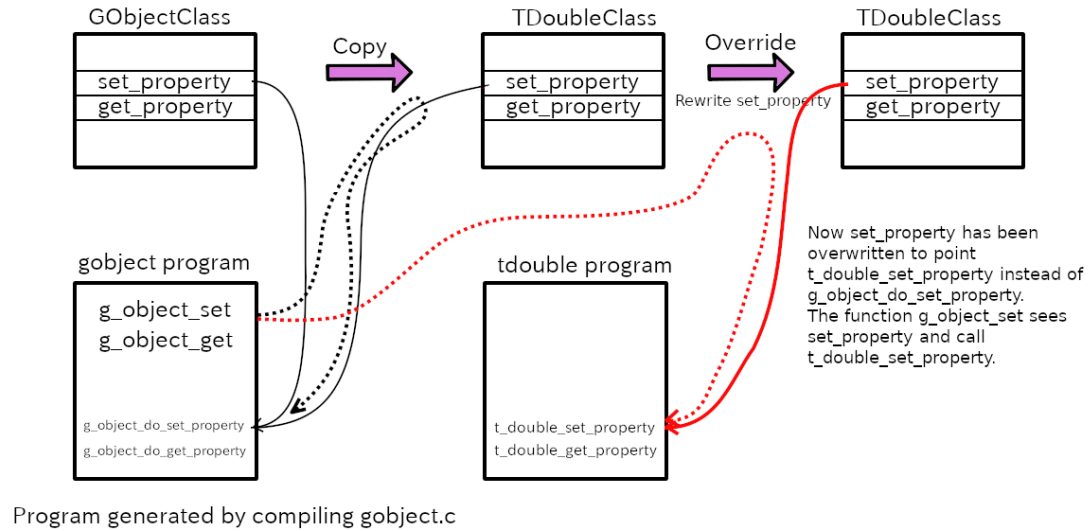 GObjectClass
TDoubleClass
TDoubleClass
Copy
Override
set_property
set_property
set_property
Rewrite set_property
get_property
get_property
get_property
gobject program
tdouble program
Now set_property has been
overwritten to point
t_double_set_property instead of
g_object_do_set_property.
The function g_object_set sees
set_property and call
t_double_set_property.
g_object_set
g_object_get
g_object_do_set_property
g_object_do_get_property
t_double_set_property
t_double_get_property
Program generated by compiling gobject.c